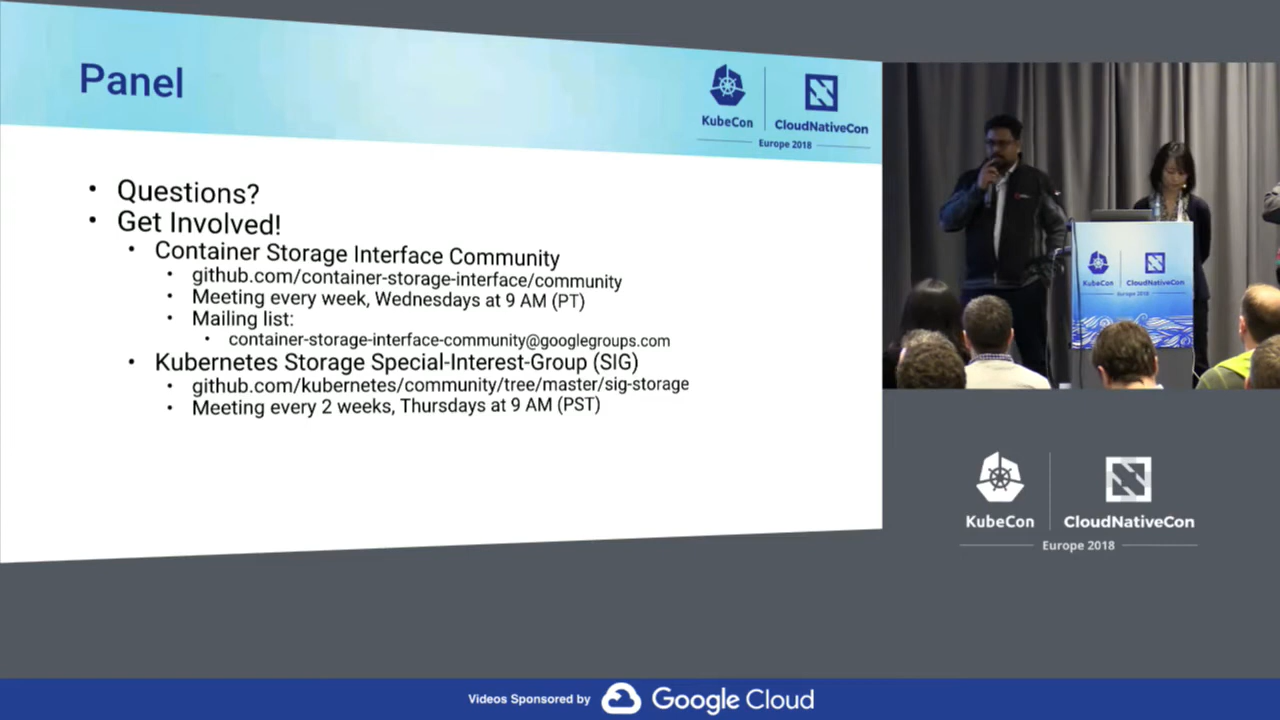 Panel
KubeCon
CloudNativeCon
Europe 2018
• Questions?
• Get Involved!
• Container Storage Interface Community
• github.com/container-storage-interface/community
• Meeting every week, Wednesdays at 9 AM (PT)
• Mailing list:
• container-storage-interface-community@googlegroups.com
• Kubernetes Storage Special-Interest-Group (SIG)
• github.com/kubernetes/community/tree/master/sig-storage
• Meeting every 2 weeks, Thursdays at 9 AM (PST)
KubeCon
CloudNativeCon
Europe 2018
KubeCon
CloudNativeCon
Europe 2018
Videos Sponsored by Google Cloud